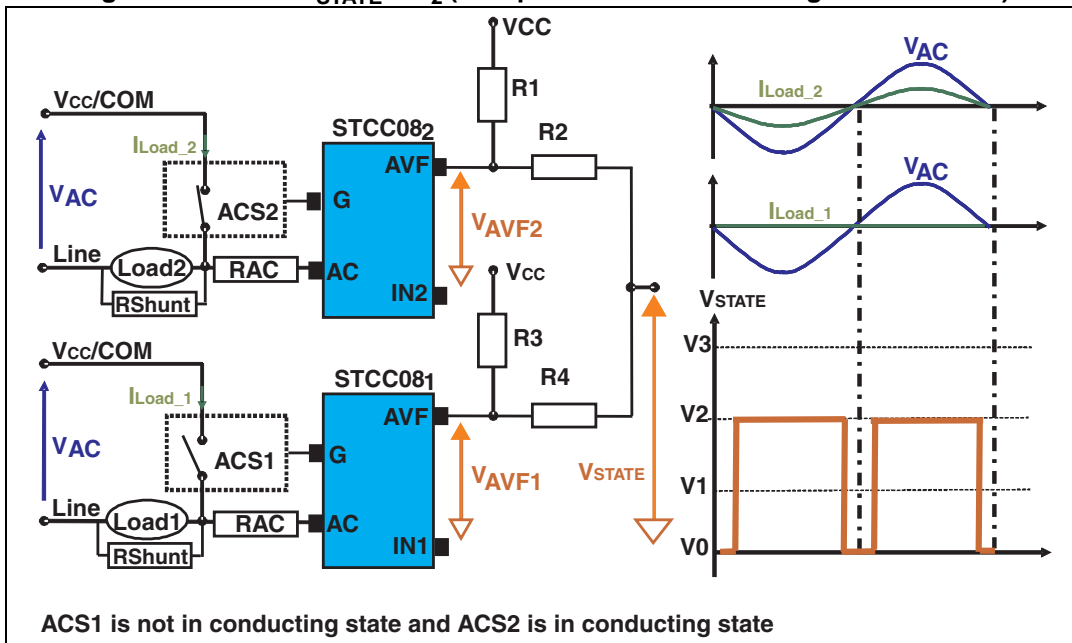 STATE 2 (
VCC
R1
R2
VCC/COM
ILoad_2
VAC
ACS2
Line
Load2
RShunt
RAC
STCC082
AVF
G
AC
IN2
VAVF2
VCC
R3
R4
VCC/COM
ILoad_1
VAC
ACS1
Line
Load1
RShunt
RAC
STCC081
AVF
G
AC
IN1
VAVF1
VSTATE
VAC
ILoad_2
VAC
ILoad_1
VSTATE
V3
V2
V1
V0
ACS1 is not in conducting state and ACS2 is in conducting state